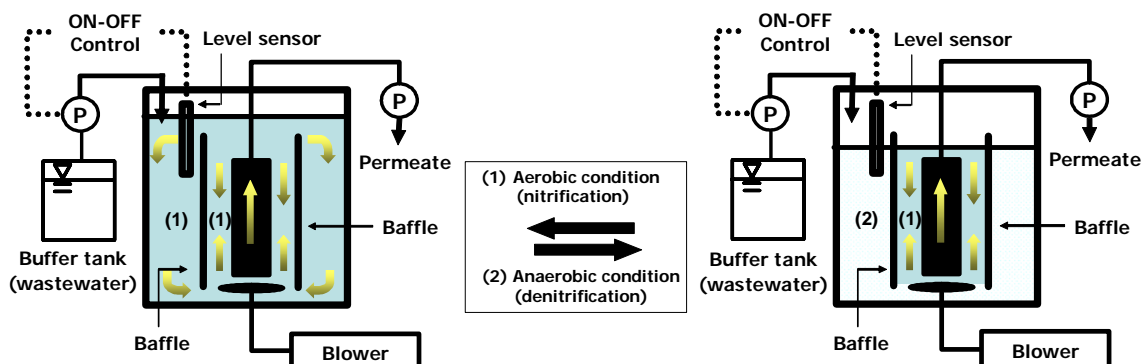 ON-OFF
Control
Level sensor
P
P
Permeate
(1)
(1)
Baffle
Buffer tank
(wastewater)
Baffle
Blower
(1) Aerobic condition
(nitrification)
(2) Anaerobic condition
(denitrification)
ON-OFF
Control
Level sensor
P
P
Permeate
(2)
(1)
Baffle
Buffer tank
(wastewater)
Baffle
Blower